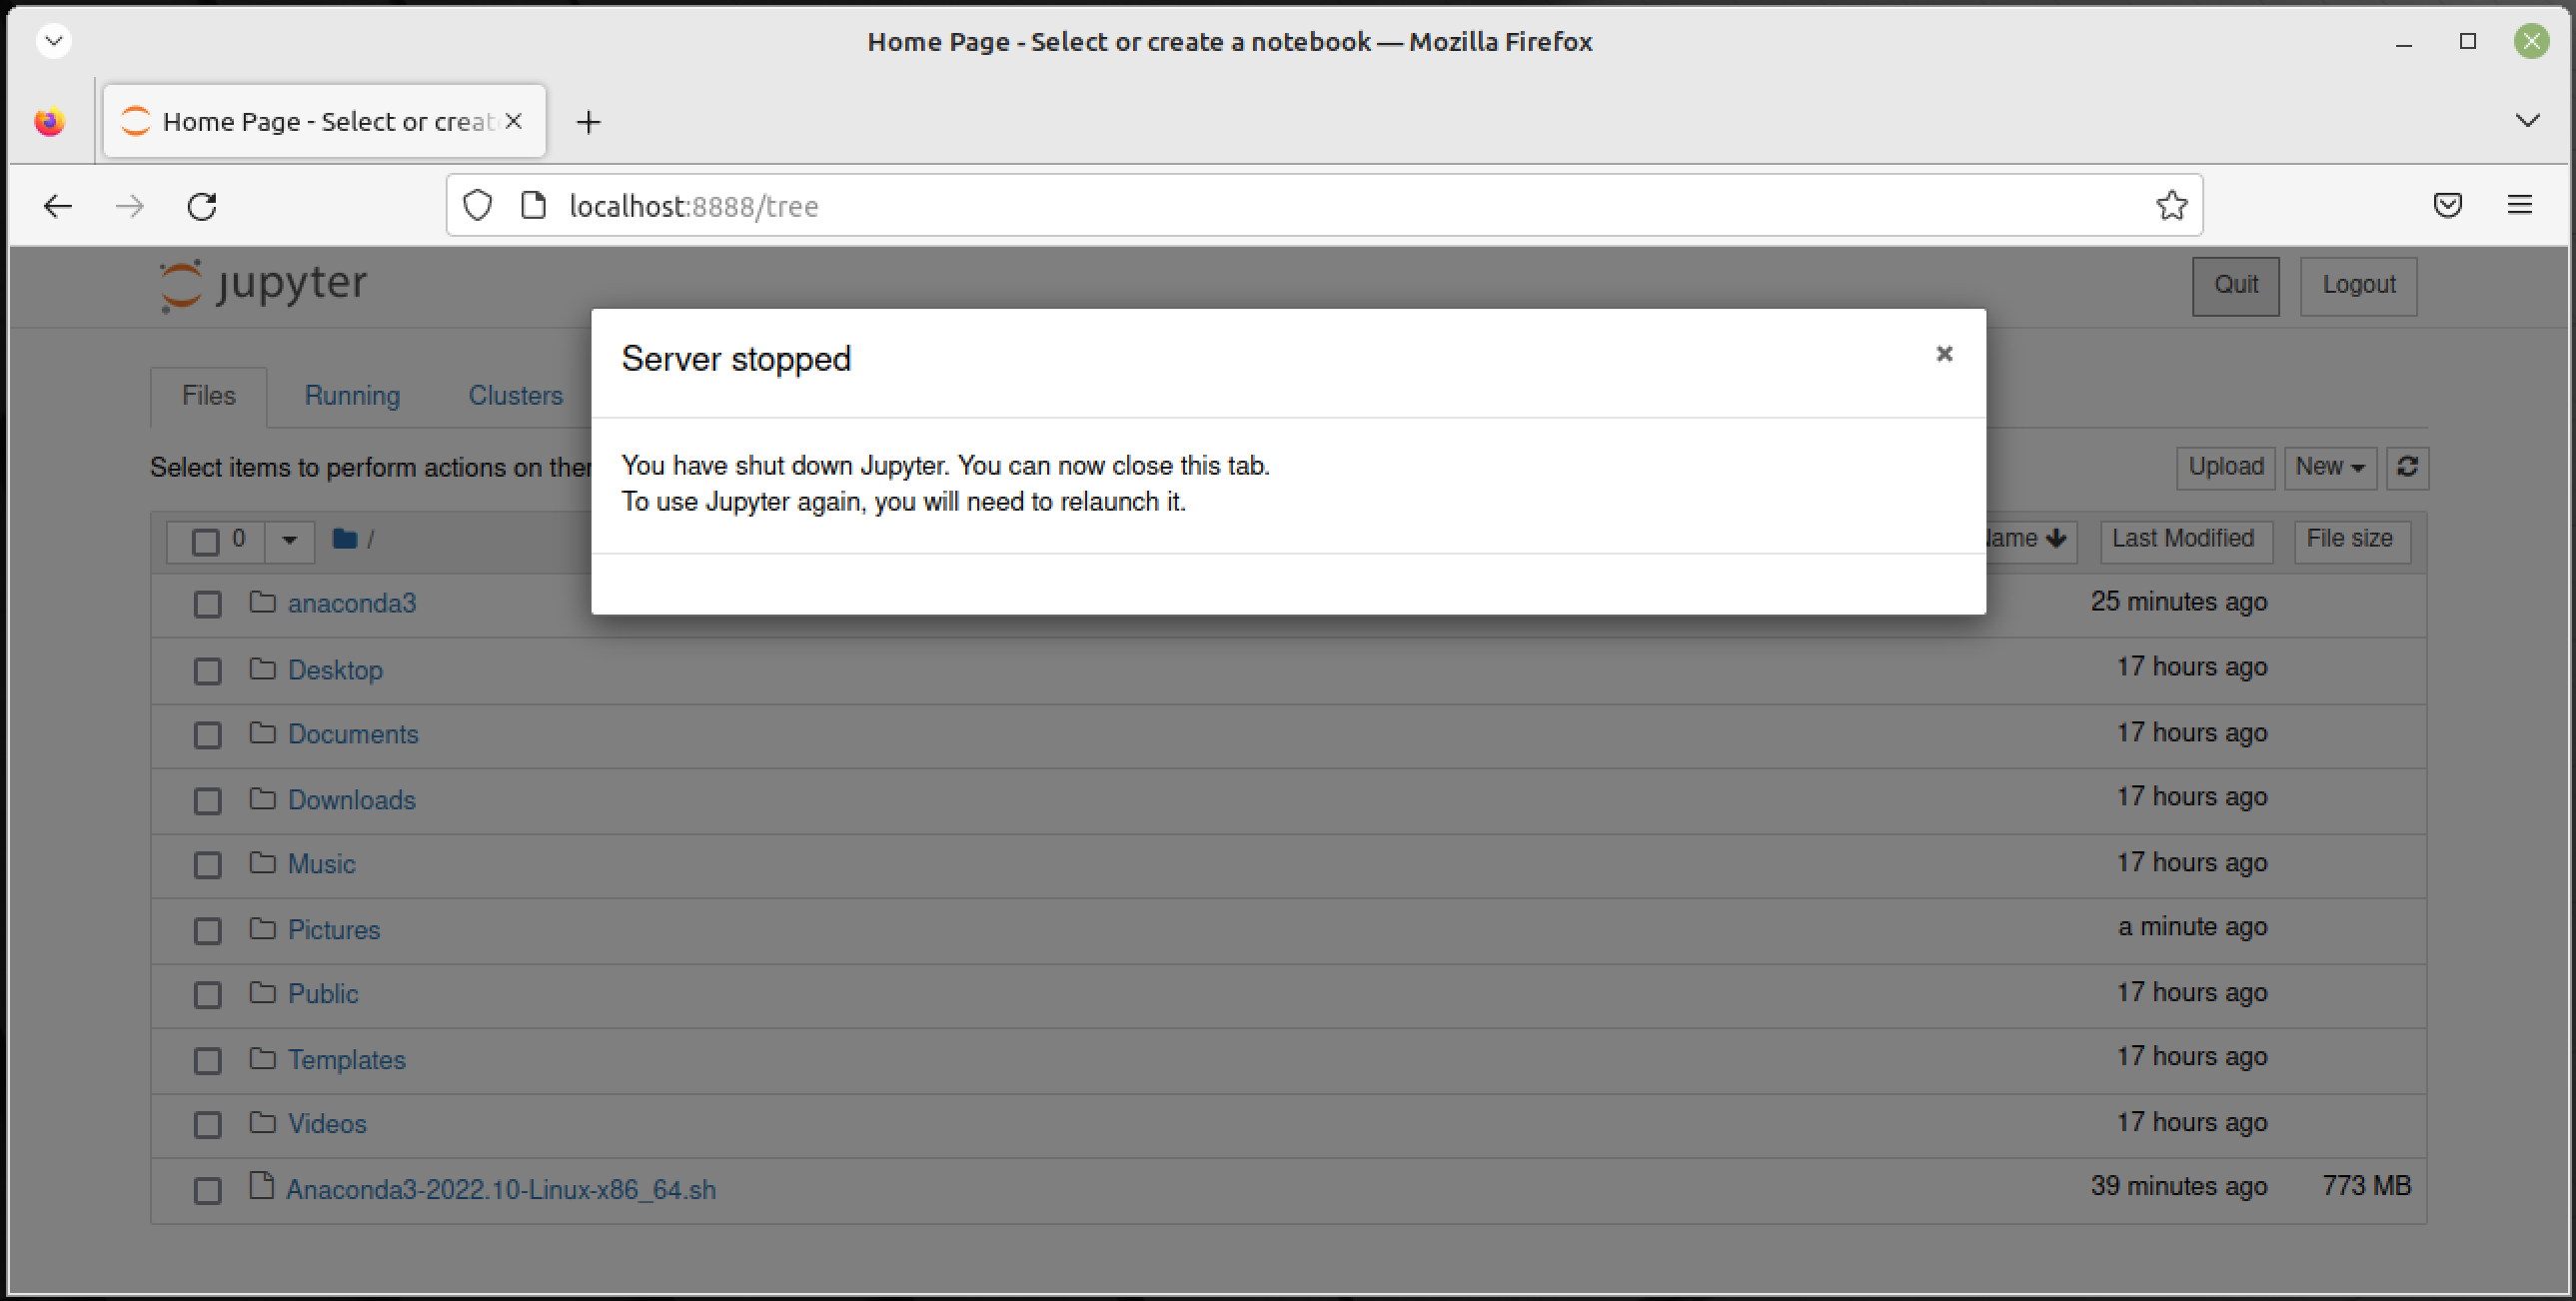 Home Page - Select or create a notebook — Mozilla Firefox
Home Page - Select or creat
localhost:8888/tree
jupyter
Quit
Logout
Server stopped
You have shut down Jupyter. You can now close this tab.
To use Jupyter again, you will need to relaunch it.
Files
Running
Clusters
Select items to perform actions on
Upload
New
0
/
Last Modified
File size
anaconda3 25 minutes ago
Desktop 17 hours ago
Documents 17 hours ago
Downloads 17 hours ago
Music 17 hours ago
Pictures a minute ago
Public 17 hours ago
Templates 17 hours ago
Videos 17 hours ago
Anaconda3-2022.10-Linux-x86_64.sh 39 minutes ago 773 MB